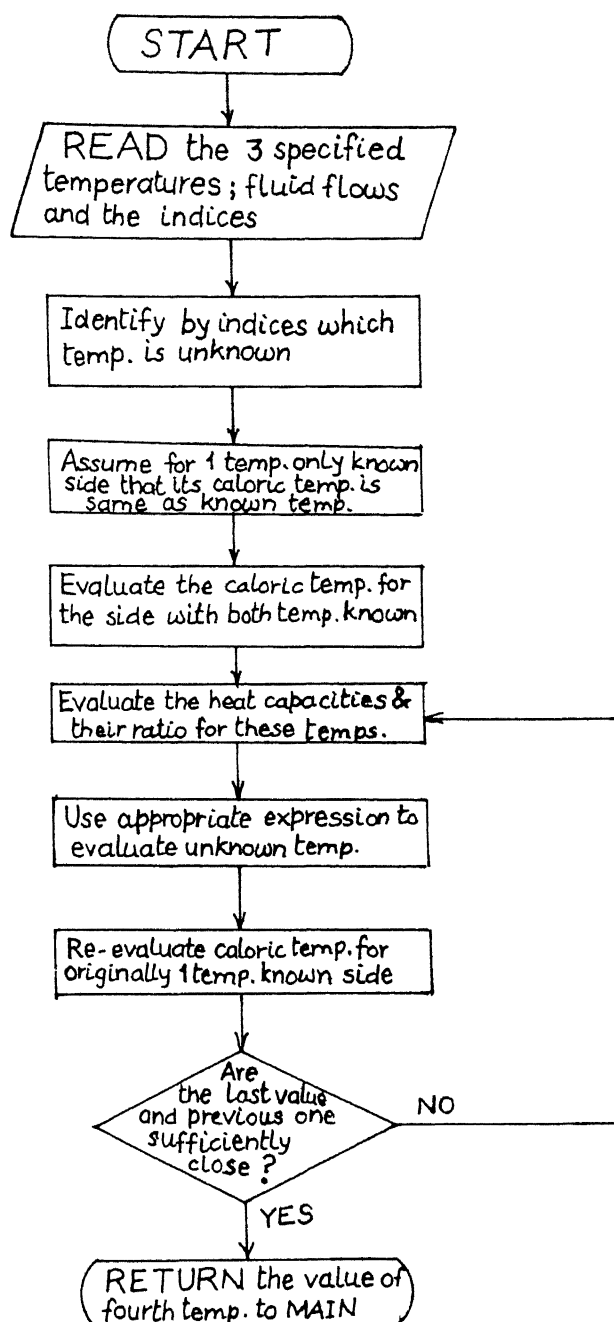 START
READ the 3 specified
temperatures; fluid flows
and the indices
Identify by indices which
temp. is unknown
Assume for 1 temp. only known
side that its caloric temp. is
same as known temp.
Evaluate the caloric temp. for
the side with both temp. known
Evaluate the heat capacities &
their ratio for these temps.
Use appropriate expression to
evaluate unknown temp.
Re-evaluate caloric temp. for
originally 1 temp. known side
Are
the last value
and previous one
sufficiently
close?
NO
YES
RETURN the value of
fourth temp. to MAIN